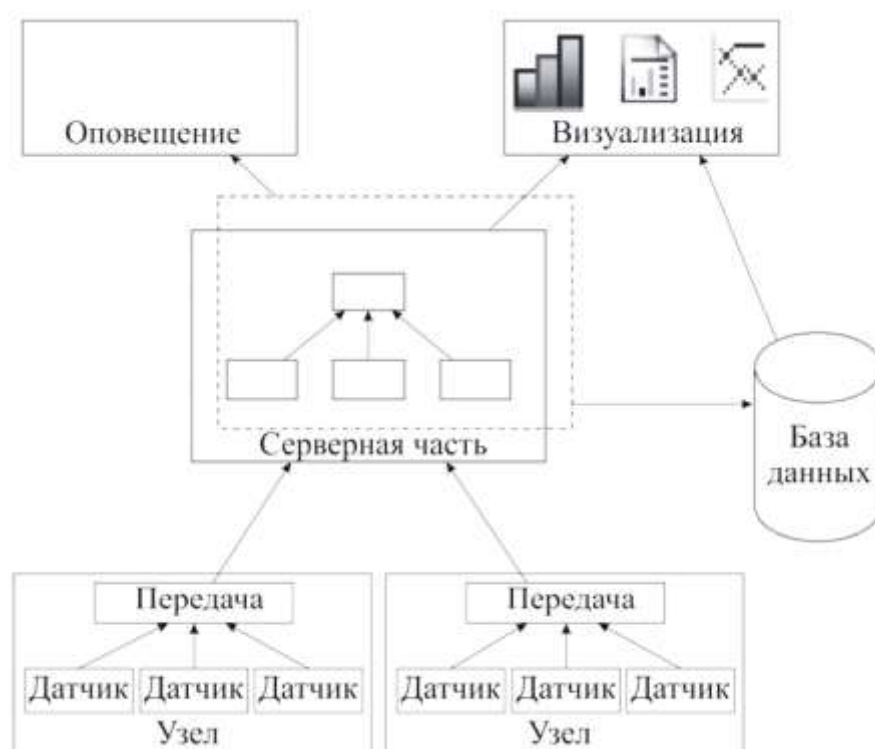 Оповещение
Визуализация
Серверная часть
База
данных
Передача
Передача
Датчик Датчик Датчик
Датчик Датчик Датчик
Узел
Узел